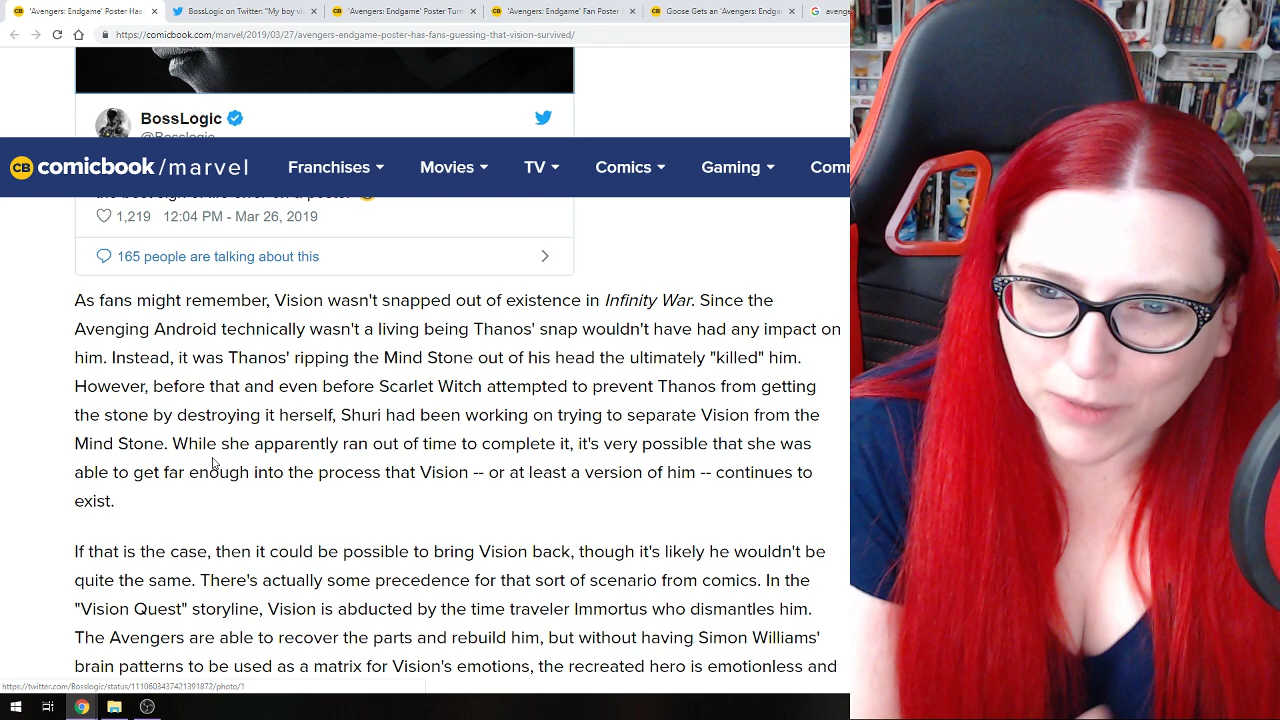 'Avengers: Endgame' Poster Has
BossLogic on Twitter: "My boy vi
'Avengers: Endgame' Poster Turn
'Avengers: Endgame' Fan Poster
Goose Gets an 'Avengers: Endga
avenge
https://comicbook.com/marvel/2019/03/27/avengers-endgame-poster-has-fans-guessing-that-vision-survived/
BossLogic
@Bosslogic
CB comicbook/marvel
Franchises
Movies
TV
Comics
Gaming
Comm
1,219 12:04 PM - Mar 26, 2019
165 people are talking about this
As fans might remember, Vision wasn't snapped out of existence in Infinity War. Since the
Avenging Android technically wasn't a living being Thanos' snap wouldn't have had any impact on
him. Instead, it was Thanos' ripping the Mind Stone out of his head the ultimately "killed" him.
However, before that and even before Scarlet Witch attempted to prevent Thanos from getting
the stone by destroying it herself, Shuri had been working on trying to separate Vision from the
Mind Stone. While she apparently ran out of time to complete it, it's very possible that she was
able to get far enough into the process that Vision -- or at least a version of him -- continues to
exist.
If that is the case, then it could be possible to bring Vision back, though it's likely he wouldn't be
quite the same. There's actually some precedence for that sort of scenario from comics. In the
"Vision Quest" storyline, Vision is abducted by the time traveler Immortus who dismantles him.
The Avengers are able to recover the parts and rebuild him, but without having Simon Williams'
brain patterns to be used as a matrix for Vision's emotions, the recreated hero is emotionless and
https://twitter.com/Bosslogic/status/1110603437421391872/photo/1